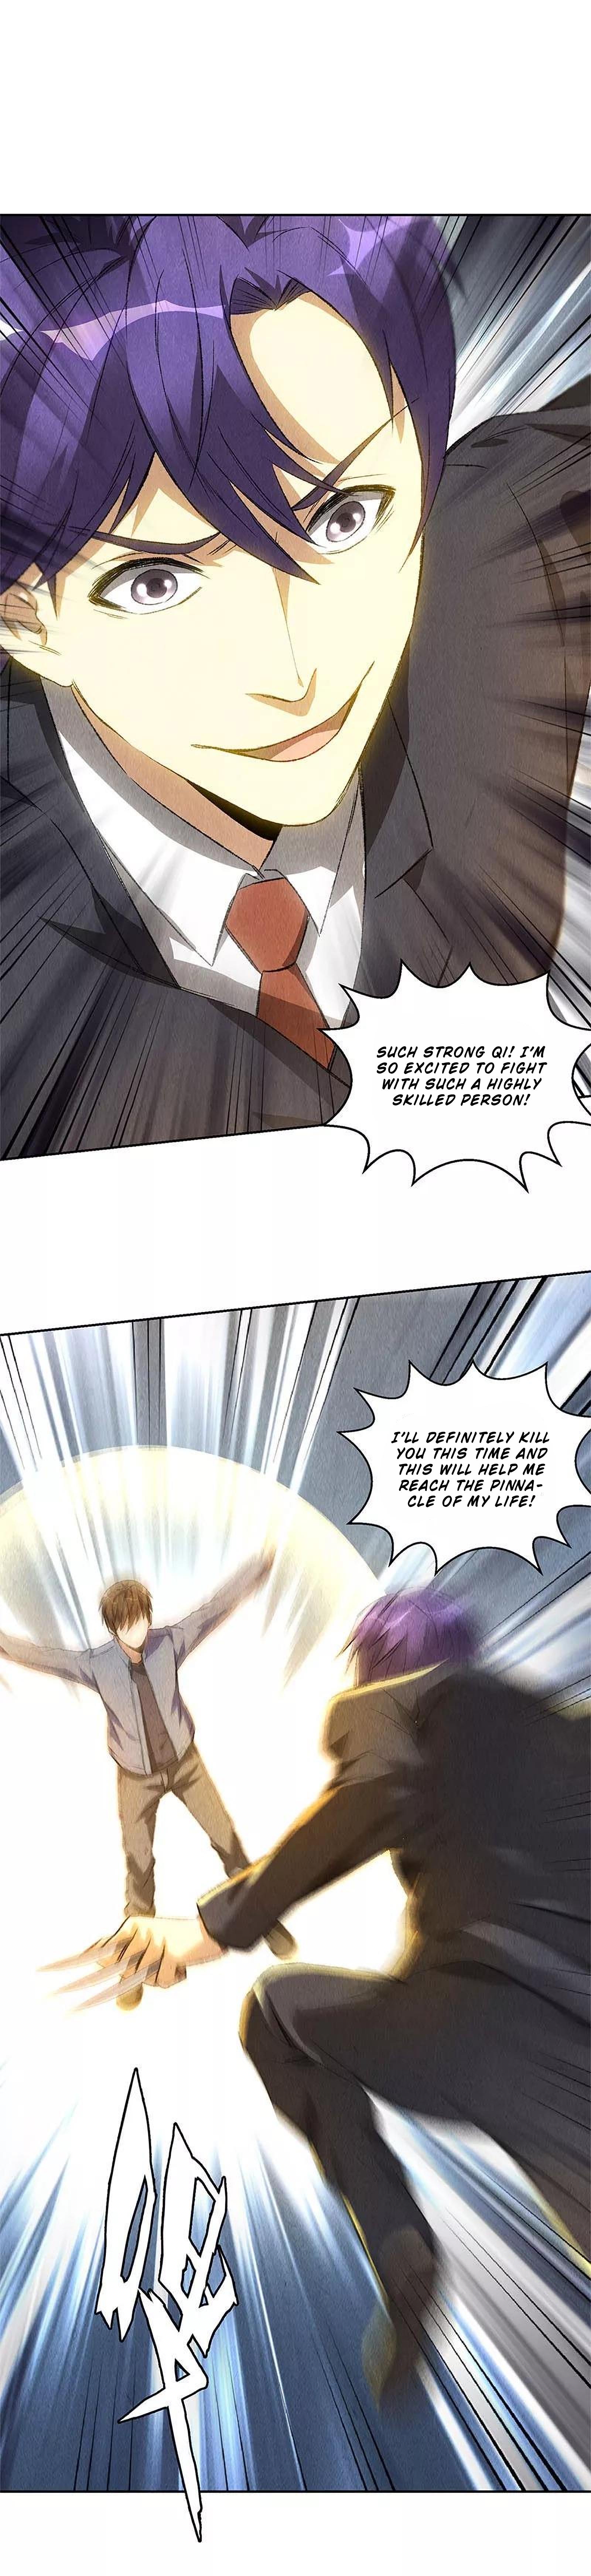 SUCH STRONG QI! I'M
SO EXCITED TO FIGHT
WITH SUCH A HIGHLY
SKILLED PERSON!
I'LL DEFINITELY KILL
YOU THIS TIME AND
THIS WILL HELP ME
REACH THE PINNA-
CLE OF MY LIFE!